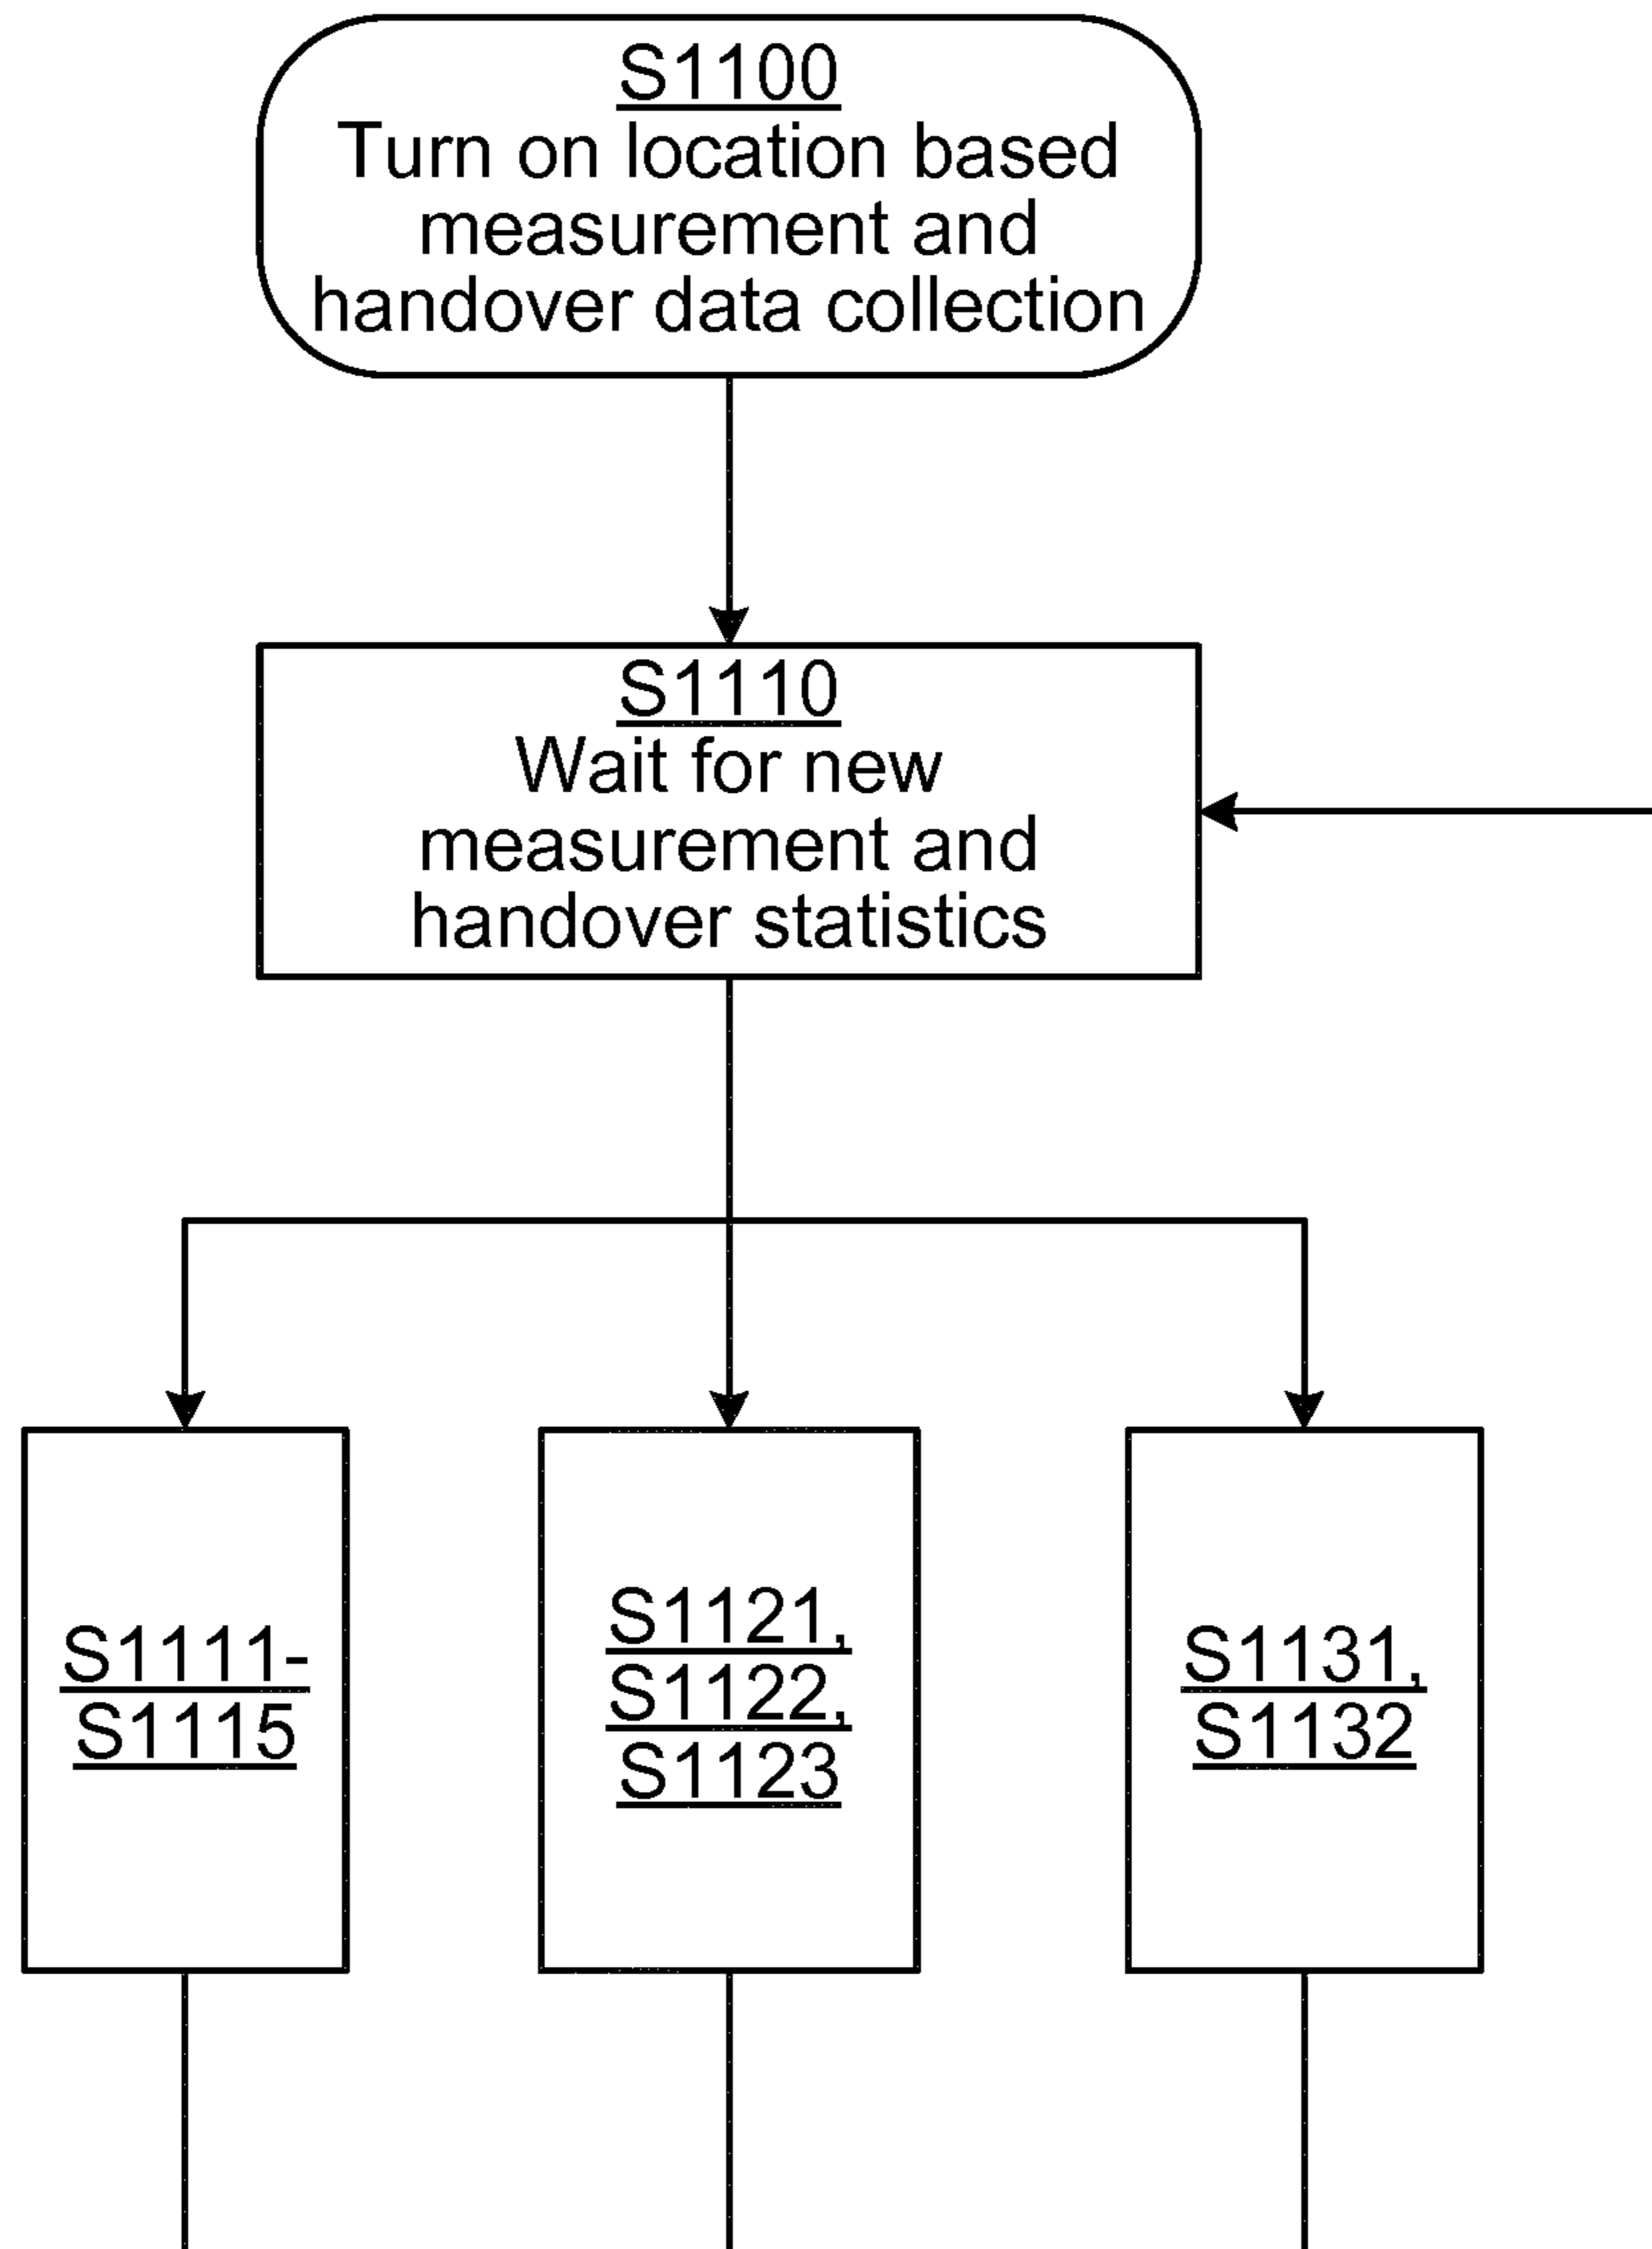 S1100
Turn on location based
measurement and
handover data collection
S1110
Wait for new
measurement and
handover statistics
S1111-
S1115
S1121,
S1122,
S1123
S1131,
S1132